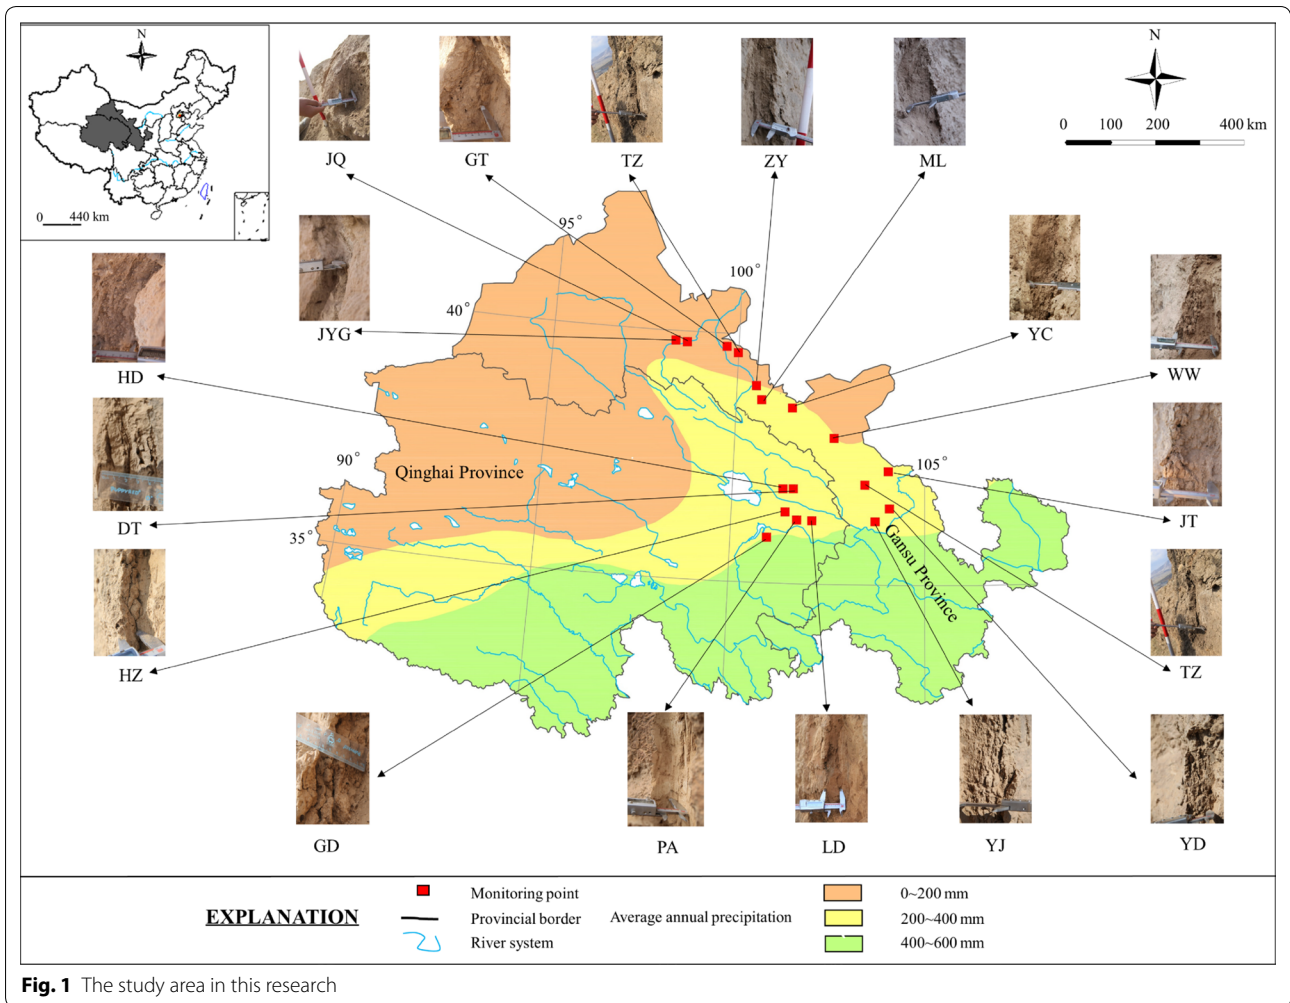 N
0 440 km
JQ
GT
TZ
ZY
ML
N
0 100 200 400 km
95°
100°
40°
JYG
YC
WW
HD
DT
HZ
90°
35°
105°
Qinghai Province
Gansu Province
JT
TZ
GD
PA
LD
YJ
YD
EXPLANATION
Monitoring point
Provincial border
River system
Average annual precipitation
0~200 mm
200~400 mm
400~600 mm
Fig. 1 The study area in this research